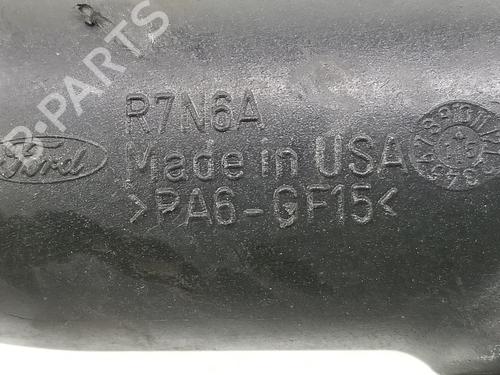 R7N6A
Ford
Made in USA
>PA6-GF15<
B-PARTS